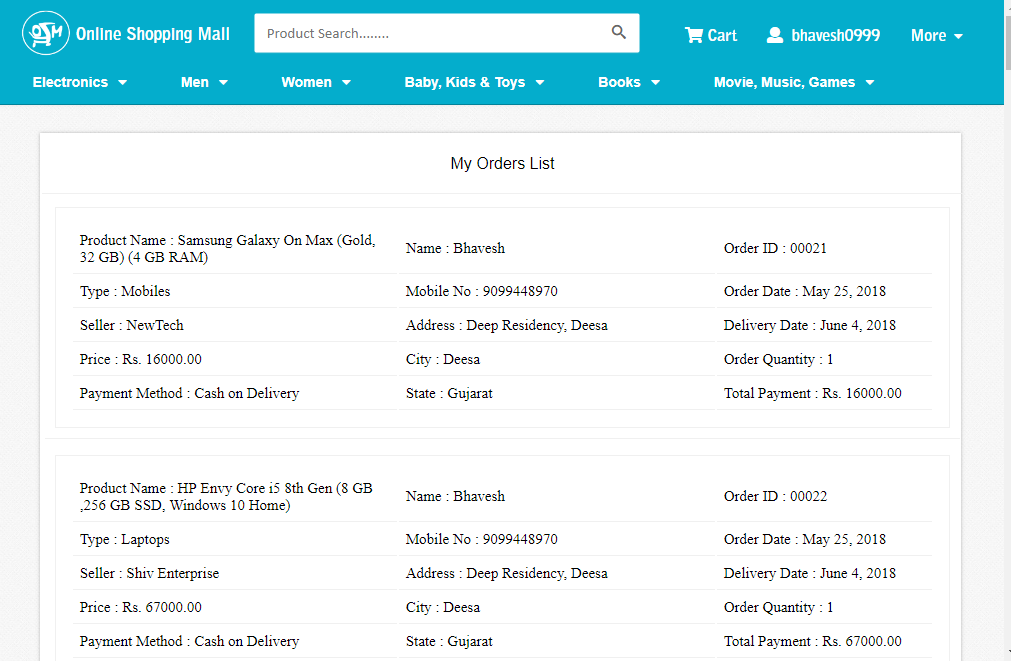 OSM Online Shopping Mall Product Search........ Cart bhavesh0999 More
Electronics Men Women Baby, Kids & Toys Books Movie, Music, Games
My Orders List
Product Name : Samsung Galaxy On Max (Gold,
32 GB) (4 GB RAM)
Name : Bhavesh
Order ID : 00021
Type : Mobiles
Mobile No : 9099448970
Order Date : May 25, 2018
Seller : NewTech
Address : Deep Residency, Deesa
Delivery Date : June 4, 2018
Price : Rs. 16000.00
City : Deesa
Order Quantity : 1
Payment Method : Cash on Delivery
State : Gujarat
Total Payment : Rs. 16000.00
Product Name : HP Envy Core i5 8th Gen (8 GB
,256 GB SSD, Windows 10 Home)
Name : Bhavesh
Order ID : 00022
Type : Laptops
Mobile No : 9099448970
Order Date : May 25, 2018
Seller : Shiv Enterprise
Address : Deep Residency, Deesa
Delivery Date : June 4, 2018
Price : Rs. 67000.00
City : Deesa
Order Quantity : 1
Payment Method : Cash on Delivery
State : Gujarat
Total Payment : Rs. 67000.00